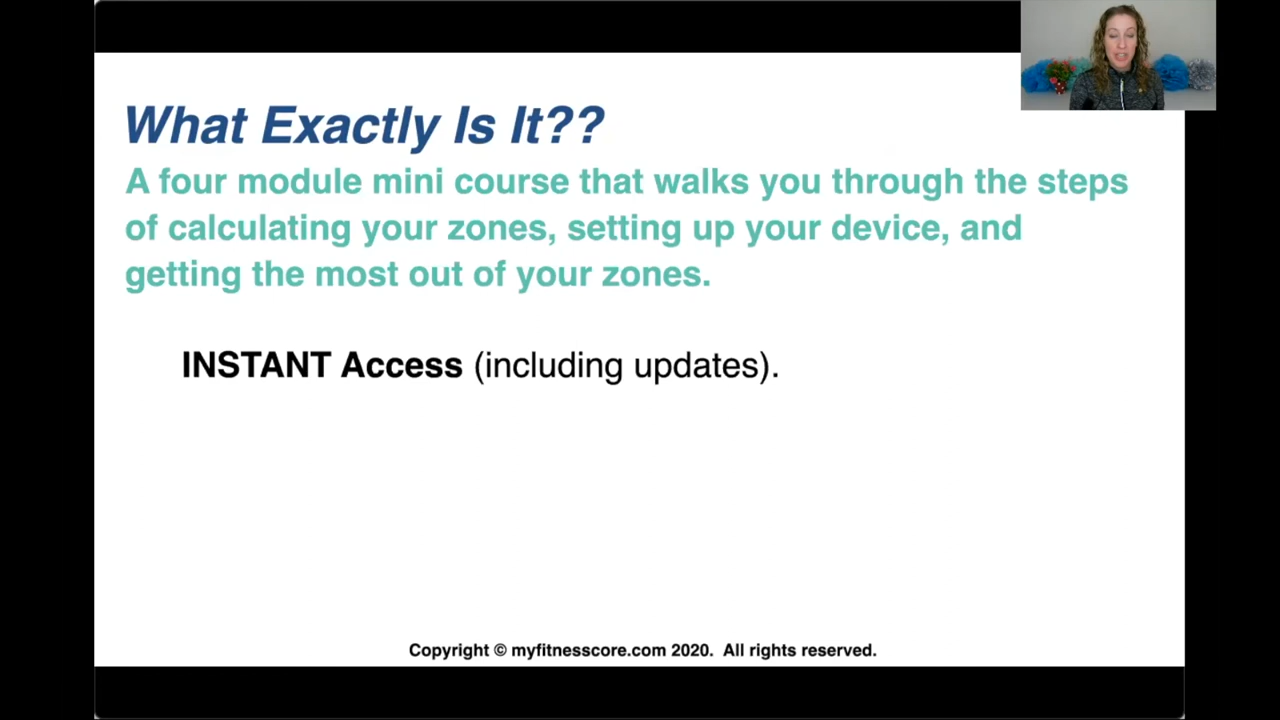 What Exactly Is It??
A four module mini course that walks you through the steps
of calculating your zones, setting up your device, and
getting the most out of your zones.
INSTANT Access (including updates).
Copyright © myfitnesscore.com 2020.  All rights reserved.